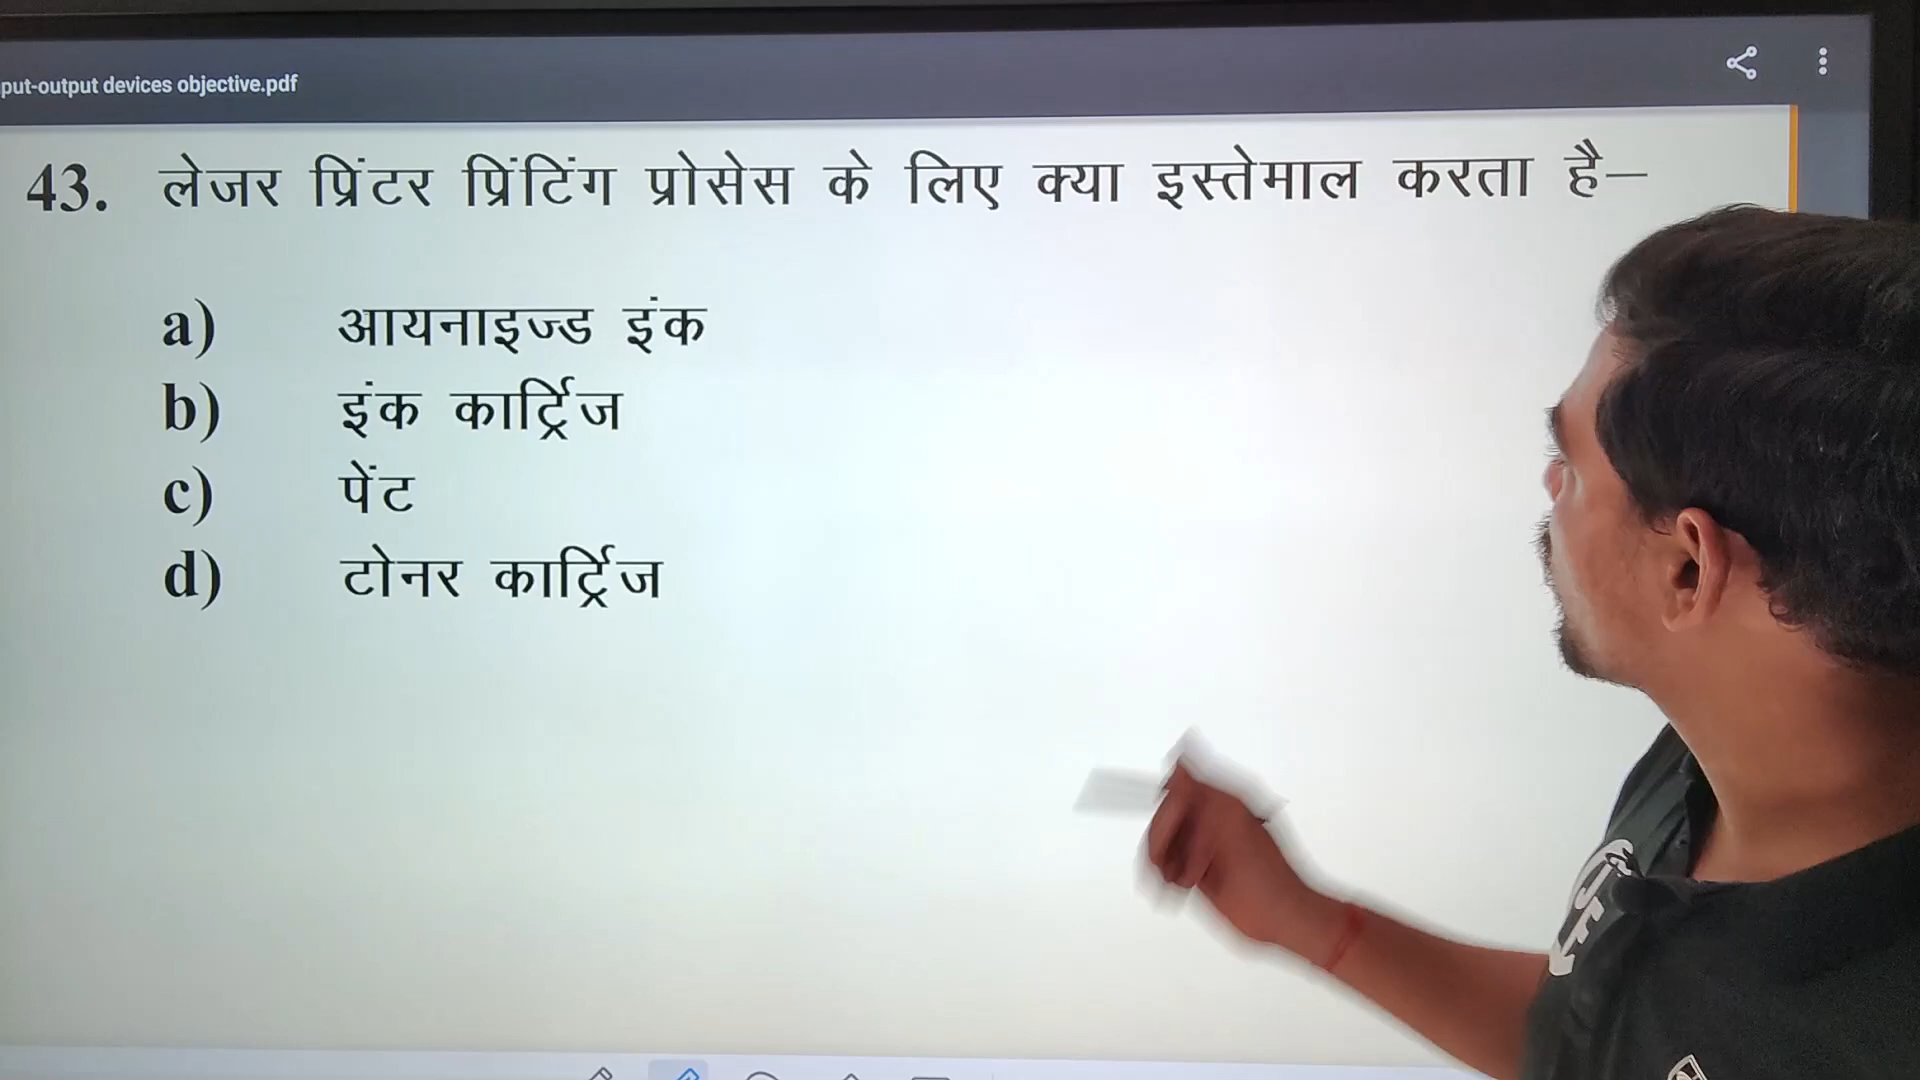 put-output devices objective.pdf
43. लेजर प्रिंटर प्रिंटिंग प्रोसेस के लिए क्या इस्तेमाल करता है–
a) आयनाइज्ड इंक
b) इंक कार्ट्रिज
c) पेंट
d) टोनर कार्ट्रिज